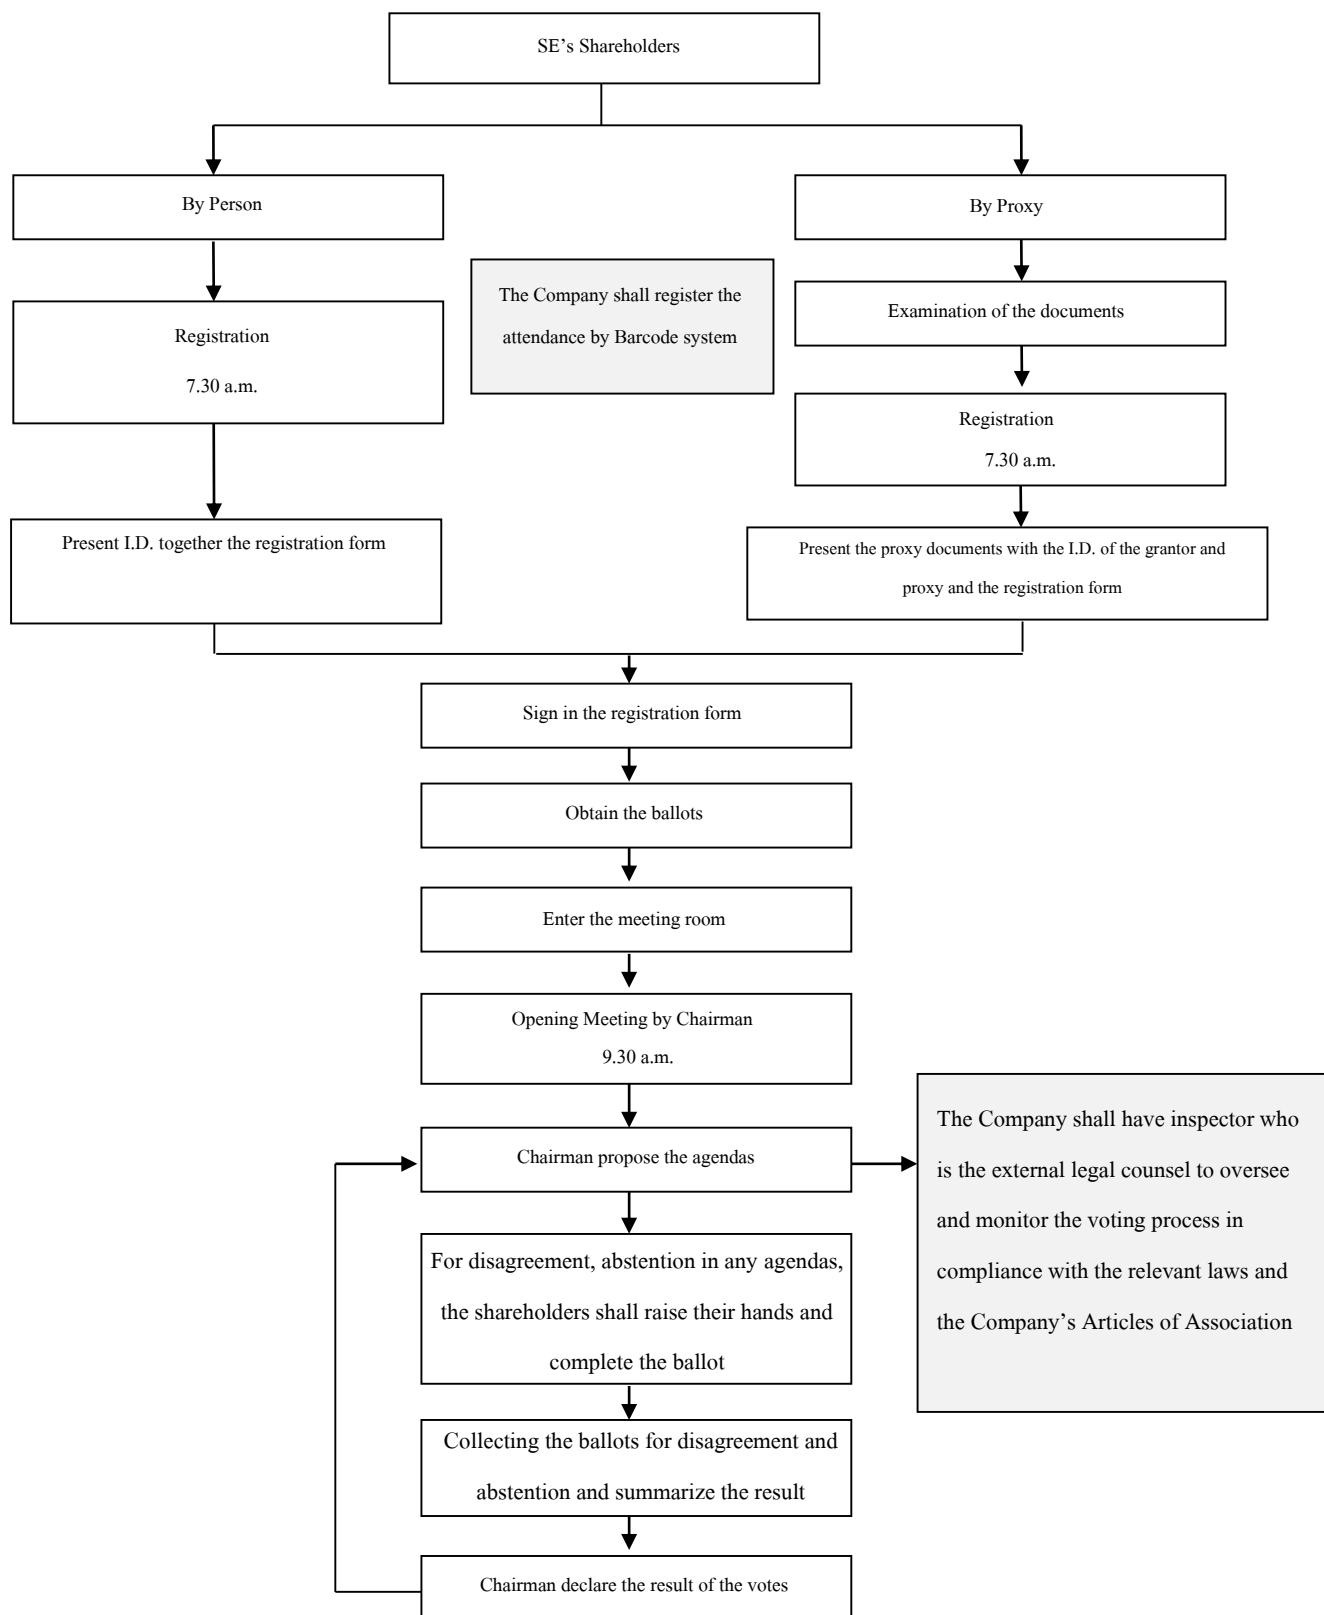 SE’s Shareholders
By Person
By Proxy
The Company shall register the
attendance by Barcode system
Examination of the documents
Registration
7.30 a.m.
Registration
7.30 a.m.
Present I.D. together the registration form
Present the proxy documents with the I.D. of the grantor and
proxy and the registration form
Sign in the registration form
Obtain the ballots
Enter the meeting room
Opening Meeting by Chairman
9.30 a.m.
Chairman propose the agendas
The Company shall have inspector who
is the external legal counsel to oversee
and monitor the voting process in
compliance with the relevant laws and
the Company’s Articles of Association
For disagreement, abstention in any agendas,
the shareholders shall raise their hands and
complete the ballot
Collecting the ballots for disagreement and
abstention and summarize the result
Chairman declare the result of the votes